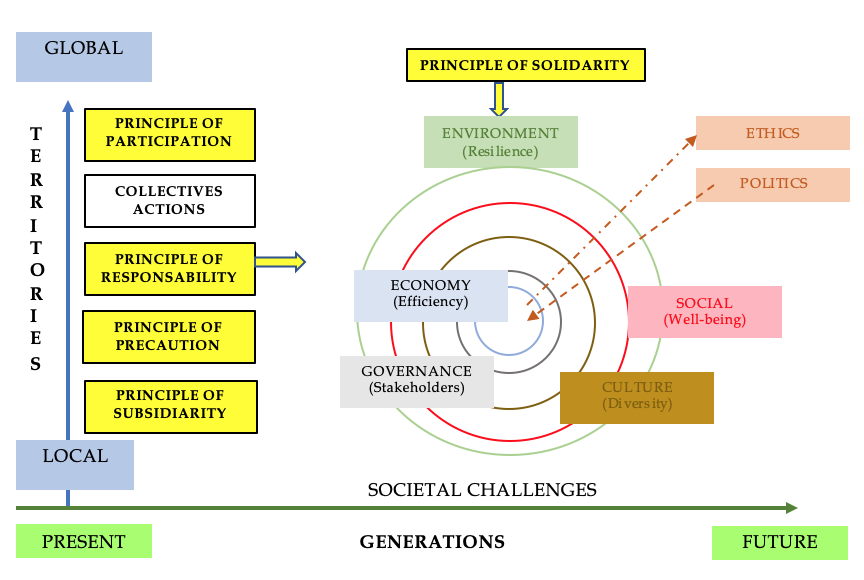 GLOBAL
PRINCIPLE OF SOLIDARITY
TERRITORIES
PRINCIPLE OF
PARTICIPATION
ENVIRONMENT
(Resilience)
ETHICS
POLITICS
COLLECTIVES
ACTIONS
PRINCIPLE OF
RESPONSABILITY
ECONOMY
(Efficiency)
SOCIAL
(Well-being)
PRINCIPLE OF
PRECAUTION
GOVERNANCE
(Stakeholders)
CULTURE
(Diversity)
PRINCIPLE OF
SUBSIDIARITY
LOCAL
SOCIETAL CHALLENGES
PRESENT
GENERATIONS
FUTURE